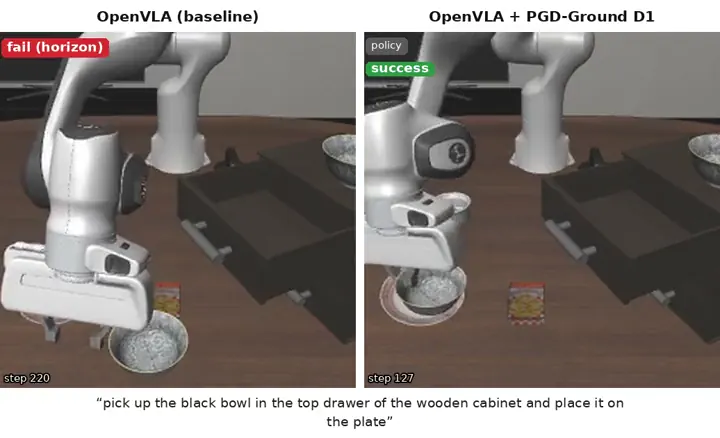 OpenVLA (baseline)
OpenVLA + PGD-Ground D1
fail (horizon)
policy
success
step 220
step 127
“pick up the black bowl in the top drawer of the wooden cabinet and place it on
the plate”